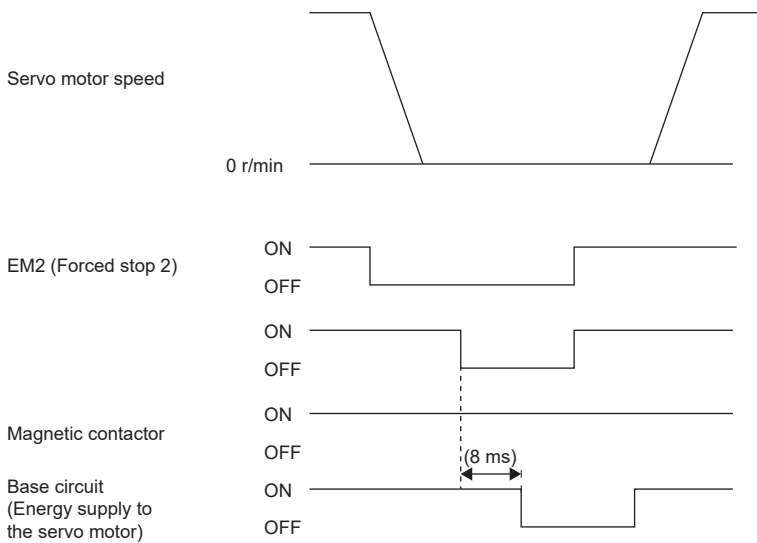 Servo motor speed
0 r/min
EM2 (Forced stop 2)
ON
OFF
ON
OFF
Magnetic contactor
ON
OFF
(8 ms)
Base circuit
(Energy supply to
the servo motor)
ON
OFF